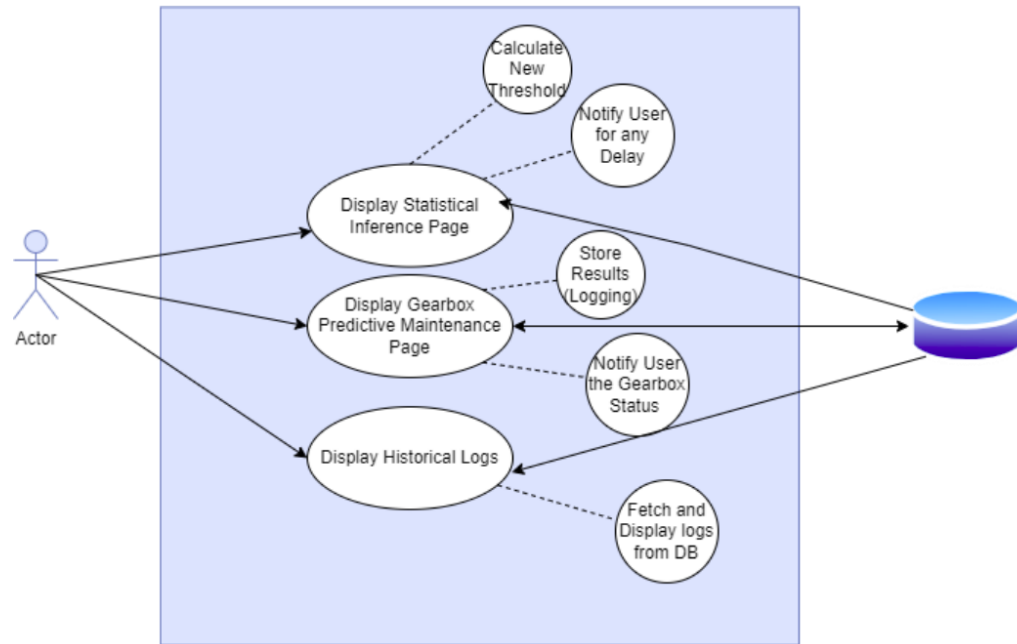 Calculate
New
Threshold
Notify User
for any
Delay
Display Statistical
Inference Page
Store
Results
(Logging)
Display Gearbox
Predictive Maintenance
Page
Actor
Notify User
the Gearbox
Status
Display Historical Logs
Fetch and
Display logs
from DB